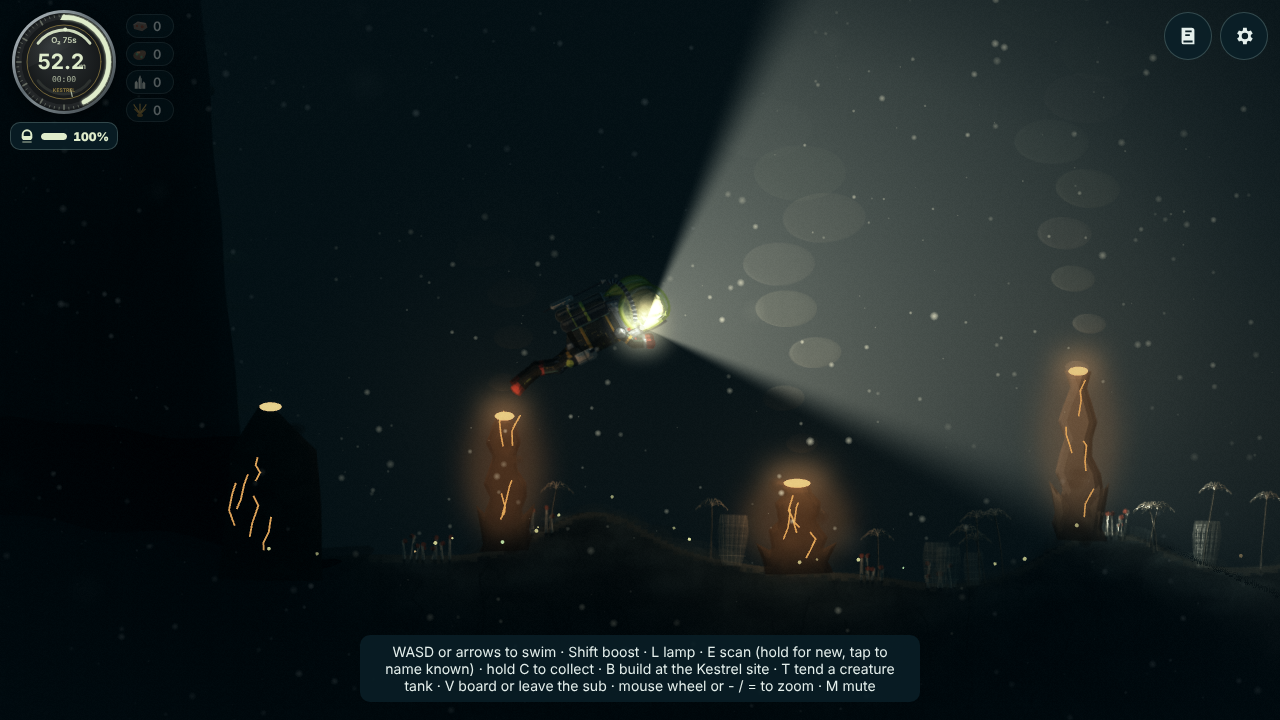 O₂ 75s
52.2m
00:00
KESTREL
0
0
0
0
100%
WASD or arrows to swim · Shift boost · L lamp · E scan (hold for new, tap to
name known) · hold C to collect · B build at the Kestrel site · T tend a creature
tank · V board or leave the sub · mouse wheel or - / = to zoom · M mute